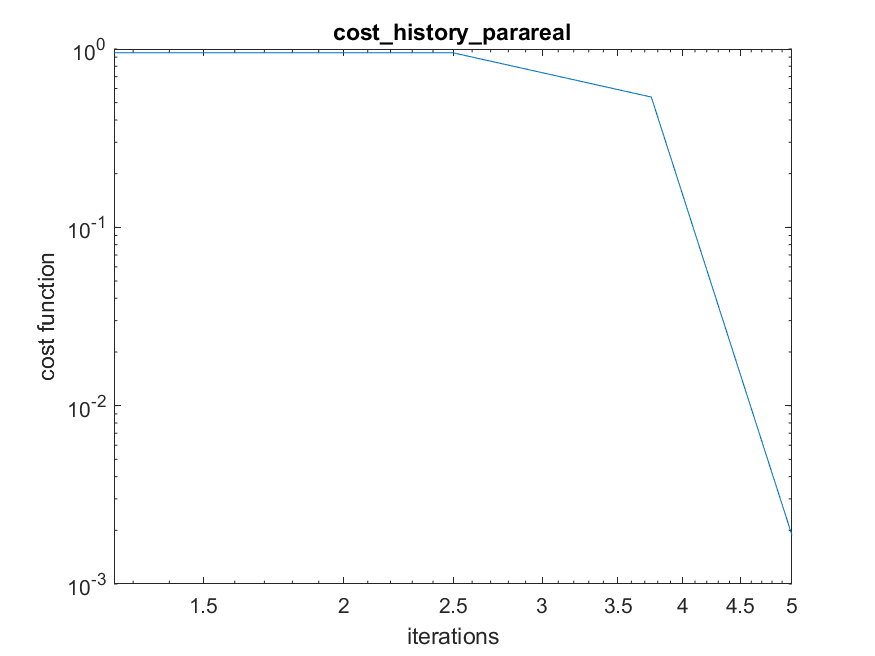 cost_history_parareal
10^0
10^-1
10^-2
10^-3
cost function
1.5 2 2.5 3 3.5 4 4.5 5
iterations